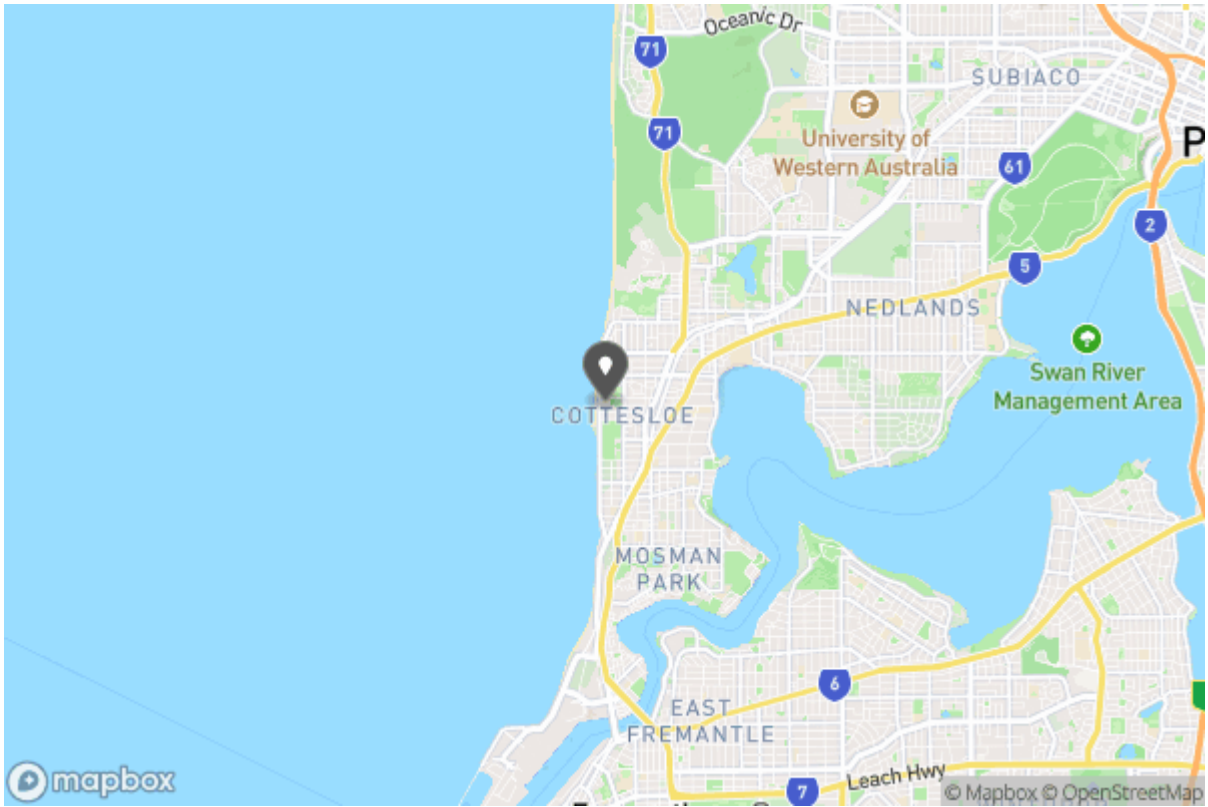 Oceanic Dr
71
SUBIACO
71
University of
Western Australia
61
P
2
5
NEDLANDS
Swan River
Management Area
COTTESLOE
MOSMAN
PARK
6
EAST
FREMANTLE
Leach Hwy
7
mapbox
© Mapbox © OpenStreetMap